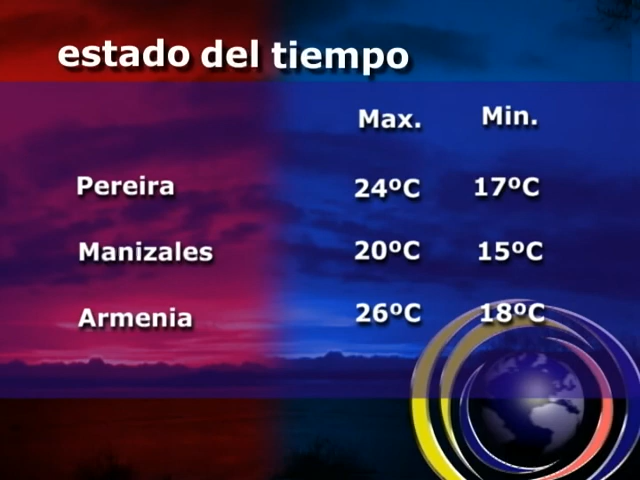 estado del tiempo
Max. Min.
Pereira 24ºC 17ºC
Manizales 20ºC 15ºC
Armenia 26ºC 18ºC